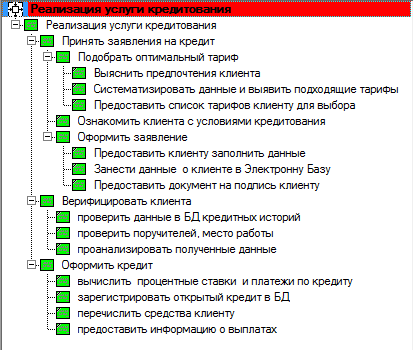 Реализация услуги кредитования
Реализация услуги кредитования
Принять заявления на кредит
Подобрать оптимальный тариф
Выяснить предпочтения клиента
Систематизировать данные и выявить подходящие тарифы
Предоставить список тарифов клиенту для выбора
Ознакомить клиента с условиями кредитования
Оформить заявление
Предоставить клиенту заполнить данные
Занести данные о клиенте в Электронну Базу
Предоставить документ на подпись клиенту
Верифицировать клиента
проверить данные в БД кредитных историй
проверить поручителей, место работы
проанализировать полученные данные
Оформить кредит
вычислить процентные ставки и платежи по кредиту
зарегистрировать открытый кредит в БД
перечислить средства клиенту
предоставить информацию о выплатах